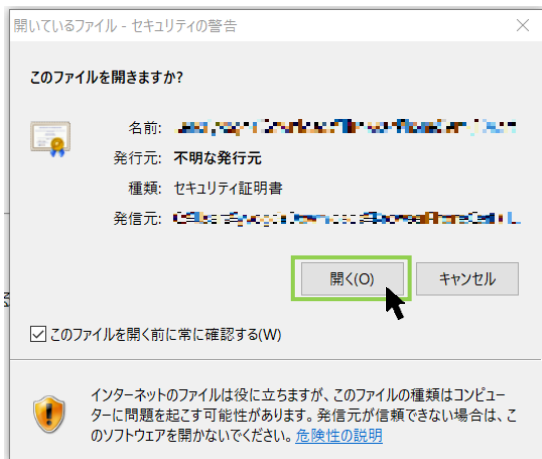 開いているファイル - セキュリティの警告
このファイルを開きますか?
名前:
発行元: 不明な発行元
種類: セキュリティ証明書
発信元:
開く(O)
キャンセル
このファイルを開く前に常に確認する(W)
インターネットのファイルは役に立ちますが、このファイルの種類はコンピュー
ターに問題を起こす可能性があります。発信元が信頼できない場合は、こ
のソフトウェアを開かないでください。危険性の説明